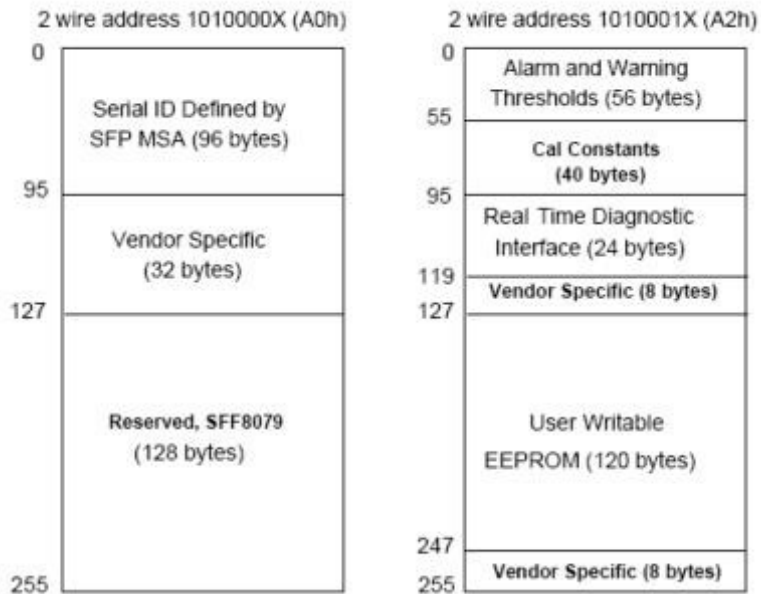 2 wire address 1010000X (A0h)
0
Serial ID Defined by
SFP MSA (96 bytes)
95
Vendor Specific
(32 bytes)
127
Reserved, SFF8079
(128 bytes)
255
2 wire address 1010001X (A2h)
0
Alarm and Warning
Thresholds (56 bytes)
55
Cal Constants
(40 bytes)
95
Real Time Diagnostic
Interface (24 bytes)
119
Vendor Specific (8 bytes)
127
User Writable
EEPROM (120 bytes)
247
Vendor Specific (8 bytes)
255